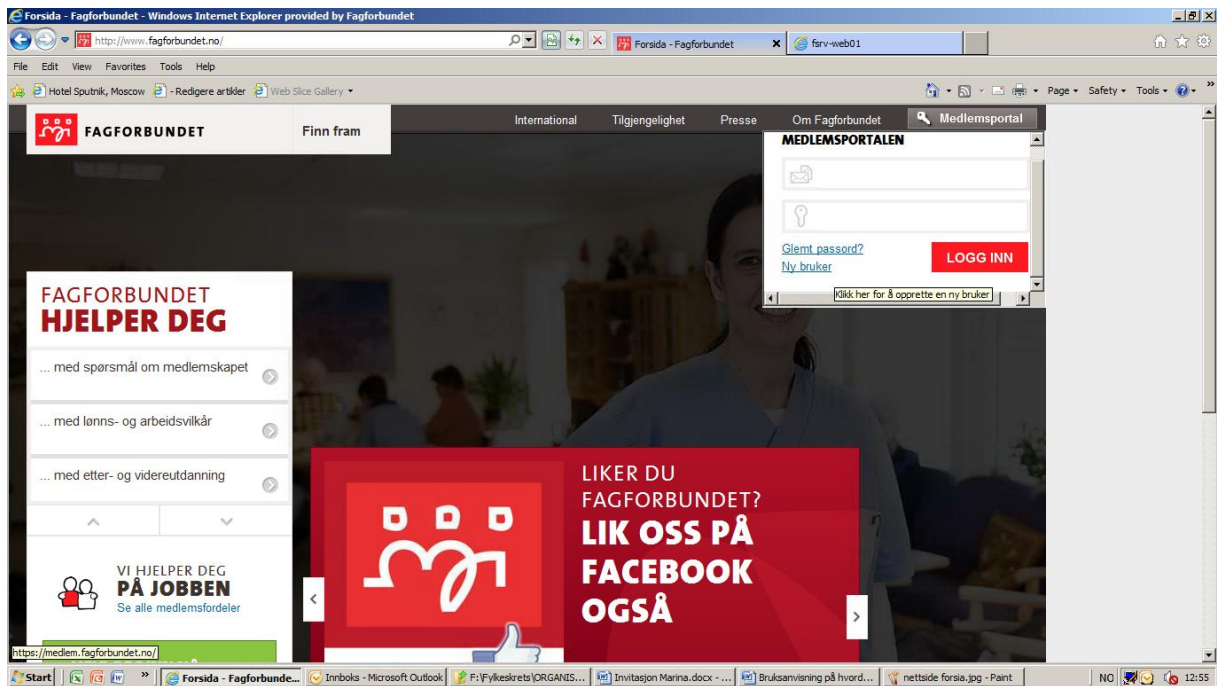 Forsida - Fagforbundet - Windows Internet Explorer provided by Fagforbundet
http://www.fagforbundet.no/
Forsida - Fagforbundet
fsrv-web01
File Edit View Favorites Tools Help
Hotel Sputnik, Moscow
- Redigere artikler
Web Slice Gallery
Page
Safety
Tools
FAGFORBUNDET
Finn fram
International
Tilgjengelighet
Presse
Om Fagforbundet
Medlemsportal
MEDLEMSPORTALEN
Glemt passord?
Ny bruker
LOGG INN
Klikk her for å opprette en ny bruker
FAGFORBUNDET
HJELPER DEG
... med spørsmål om medlemskapet
... med lønns- og arbeidsvilkår
... med etter- og videreutdanning
VI HJELPER DEG
PÅ JOBBEN
Se alle medlemsfordeler
LIKER DU
FAGFORBUNDET?
LIK OSS PÅ
FACEBOOK
OGSÅ
https://medlem.fagforbundet.no/
Start
Forsida - Fagforbunde...
Innboks - Microsoft Outlook
F:\Fylkeskrets\ORGANIS...
Invitasjon Marina.docx - ...
Bruksanvisning på hvord...
nettside forsia.jpg - Paint
NO
12:55